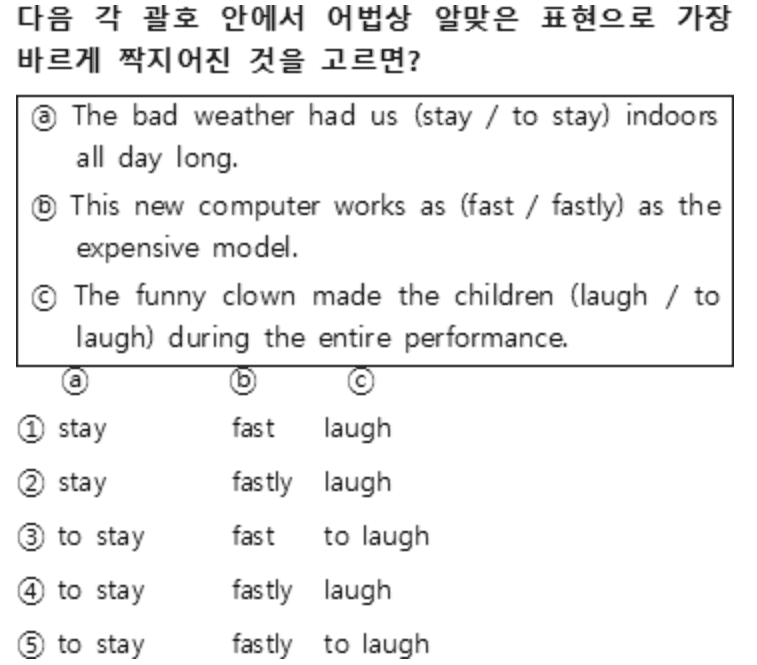 다음 각 괄호 안에서 어법상 알맞은 표현으로 가장
바르게 짝지어진 것을 고르면?
ⓐ The bad weather had us (stay / to stay) indoors
all day long.
ⓑ This new computer works as (fast / fastly) as the
expensive model.
ⓒ The funny clown made the children (laugh / to
laugh) during the entire performance.
ⓐ ⓑ ⓒ
① stay fast laugh
② stay fastly laugh
③ to stay fast to laugh
④ to stay fastly laugh
⑤ to stay fastly to laugh